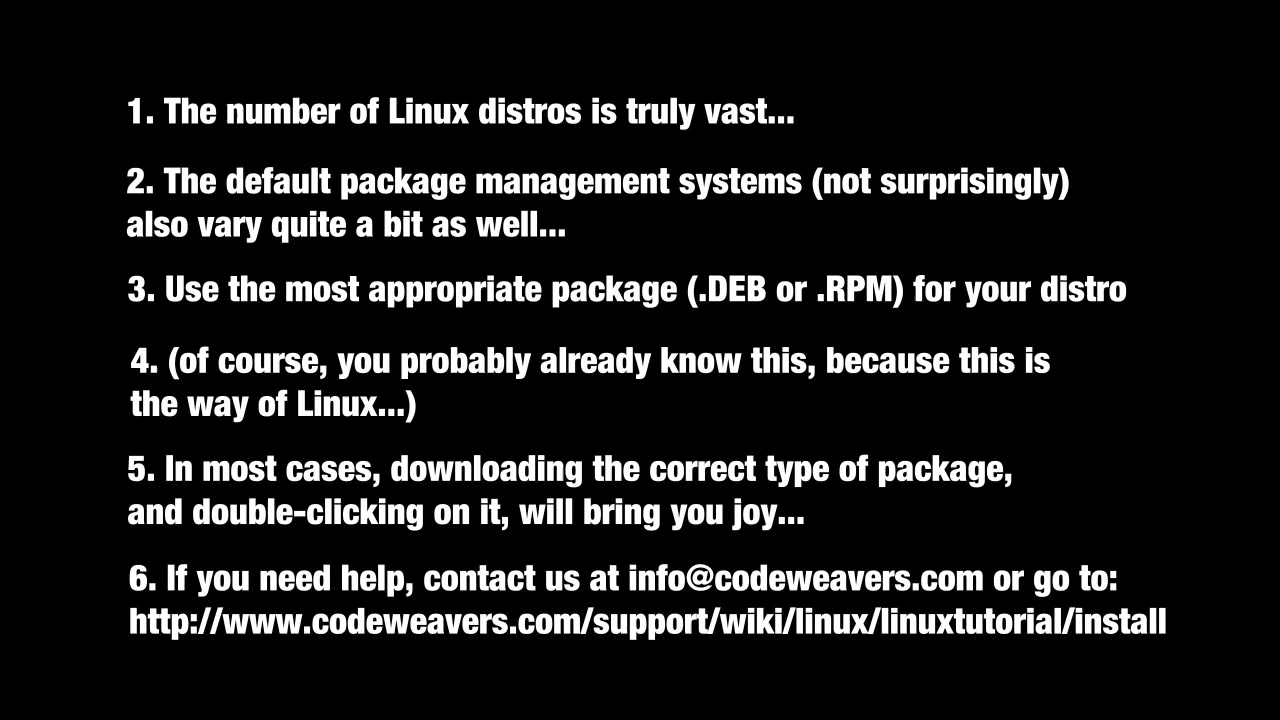 1. The number of Linux distros is truly vast...
2. The default package management systems (not surprisingly)
also vary quite a bit as well...
3. Use the most appropriate package (.DEB or .RPM) for your distro
4. (of course, you probably already know this, because this is
the way of Linux...)
5. In most cases, downloading the correct type of package,
and double-clicking on it, will bring you joy...
6. If you need help, contact us at info@codeweavers.com or go to:
http://www.codeweavers.com/support/wiki/linux/linuxtutorial/install